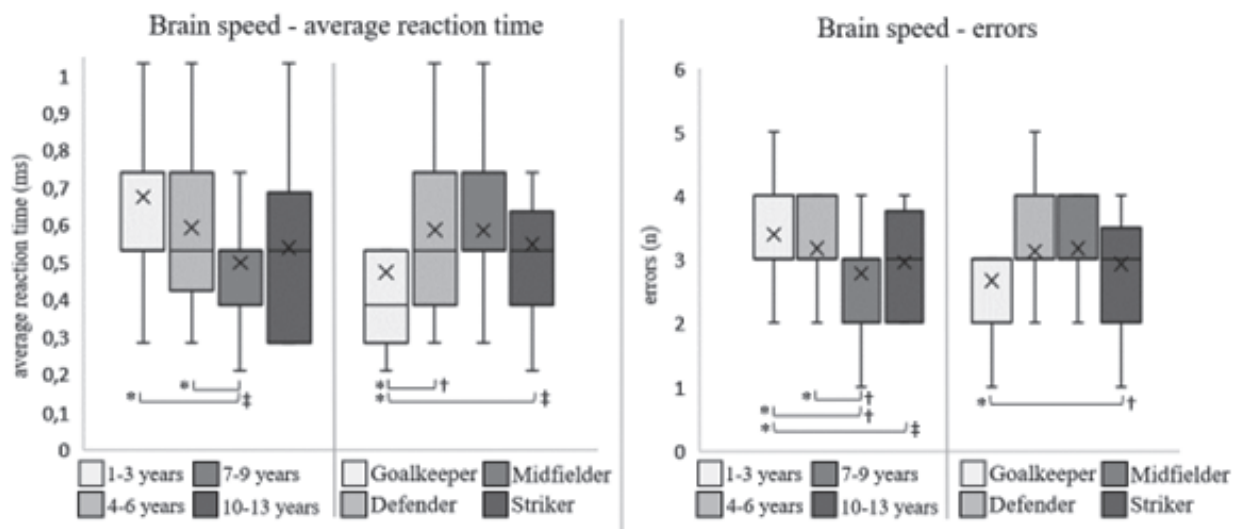 Brain speed - average reaction time
average reaction time (ms)
1
0,9
0,8
0,7
0,6
0,5
0,4
0,3
0,2
0,1
0
* ‡
* 
* †
* ‡
1-3 years 7-9 years
4-6 years 10-13 years
Goalkeeper Midfielder
Defender Striker
Brain speed - errors
errors (n)
6
5
4
3
2
1
0
* †
* †
* ‡
* †
1-3 years 7-9 years
4-6 years 10-13 years
Goalkeeper Midfielder
Defender Striker